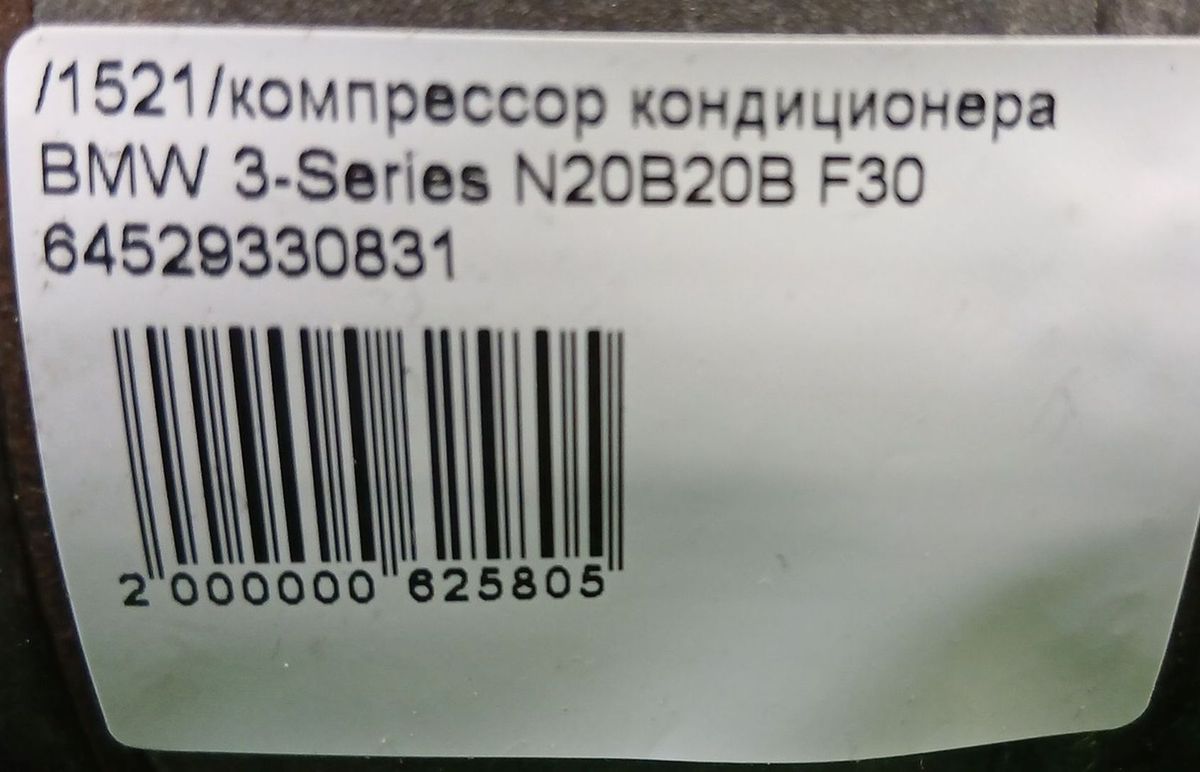 /1521/компрессор кондиционера
BMW 3-Series N20B20B F30
64529330831
2 000000 625805